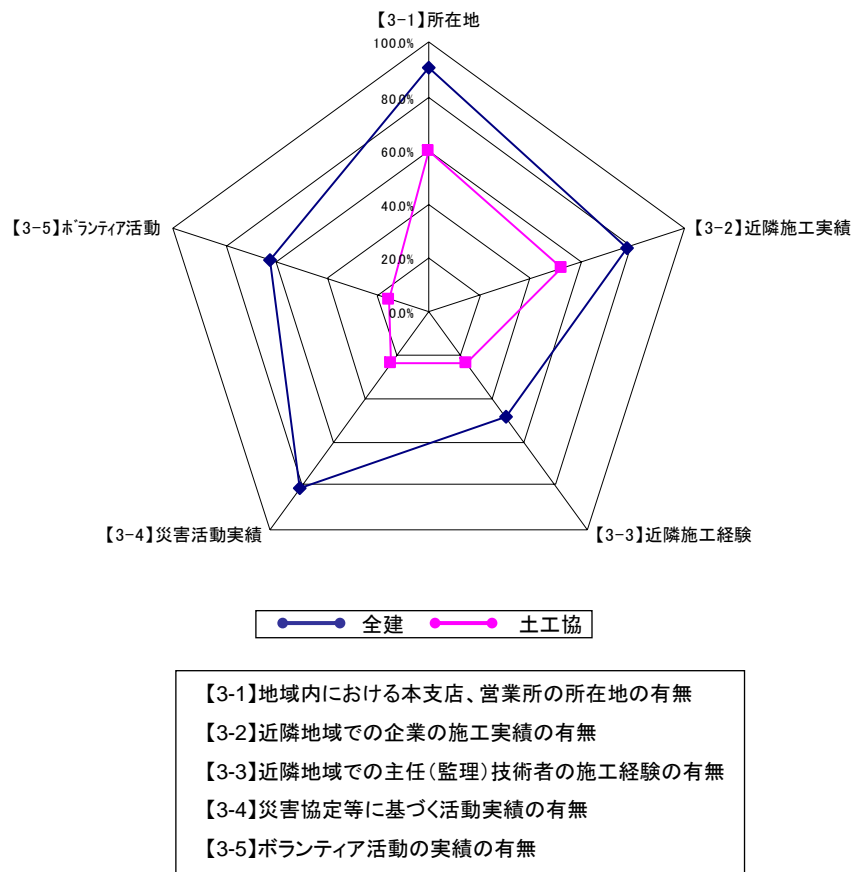 【3-1】所在地
100.0%
80.0%
60.0%
40.0%
20.0%
0.0%
【3-5】ﾎﾞﾗﾝﾃｨｱ活動
【3-2】近隣施工実績
【3-4】災害活動実績
【3-3】近隣施工経験
全建 土工協
【3-1】地域内における本支店、営業所の所在地の有無
【3-2】近隣地域での企業の施工実績の有無
【3-3】近隣地域での主任(監理)技術者の施工経験の有無
【3-4】災害協定等に基づく活動実績の有無
【3-5】ボランティア活動の実績の有無